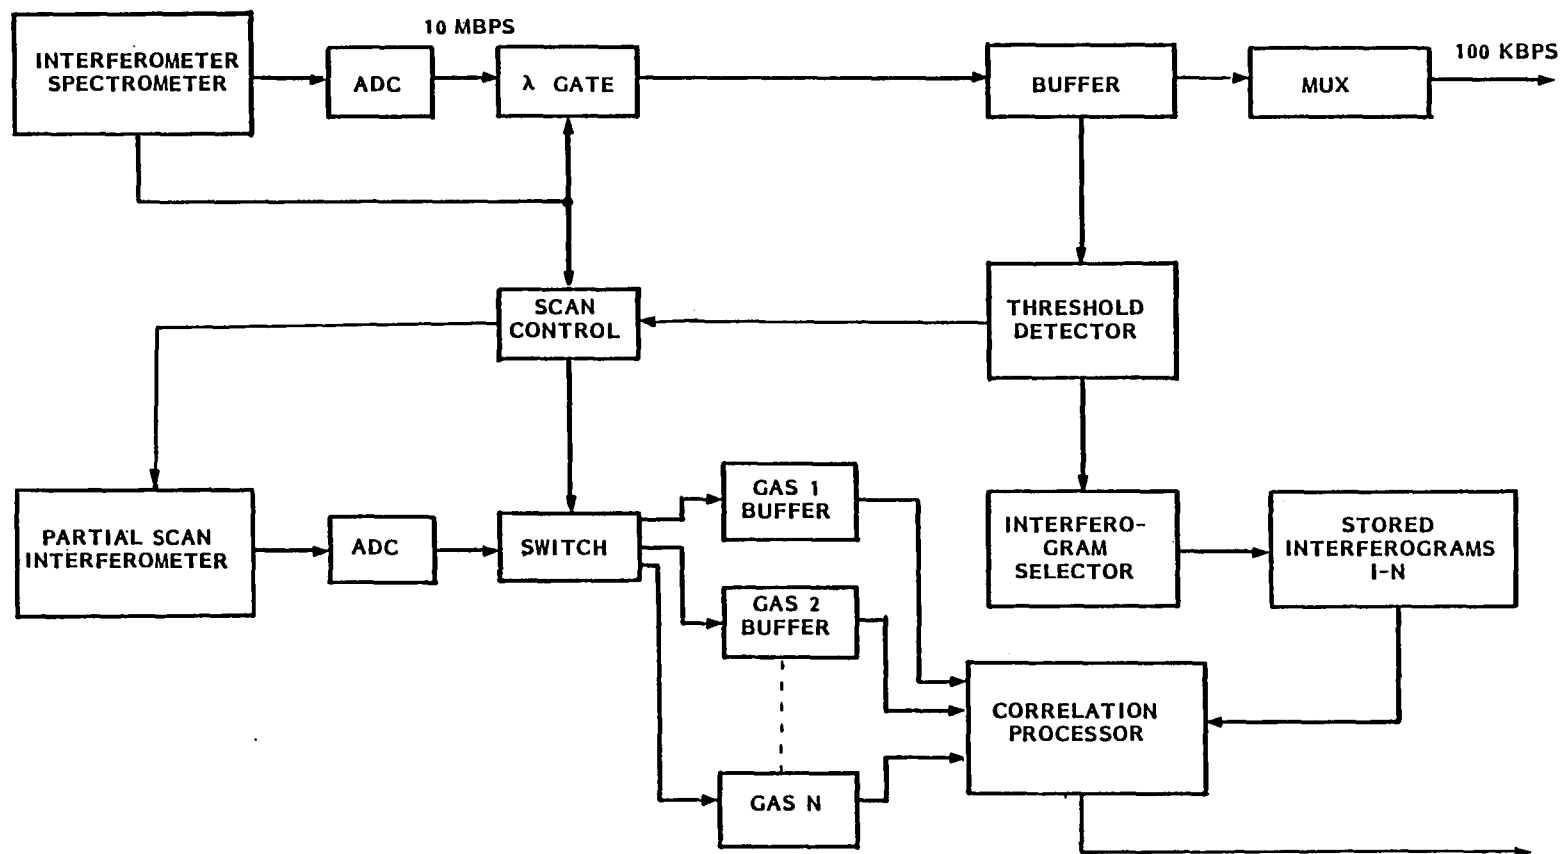 10 MBPS
INTERFEROMETER
SPECTROMETER
ADC
λ GATE
BUFFER
MUX
100 KBPS
SCAN
CONTROL
THRESHOLD
DETECTOR
PARTIAL SCAN
INTERFEROMETER
ADC
SWITCH
GAS 1
BUFFER
GAS 2
BUFFER
GAS N
INTERFERO-
GRAM
SELECTOR
STORED
INTERFEROGRAMS
I-N
CORRELATION
PROCESSOR